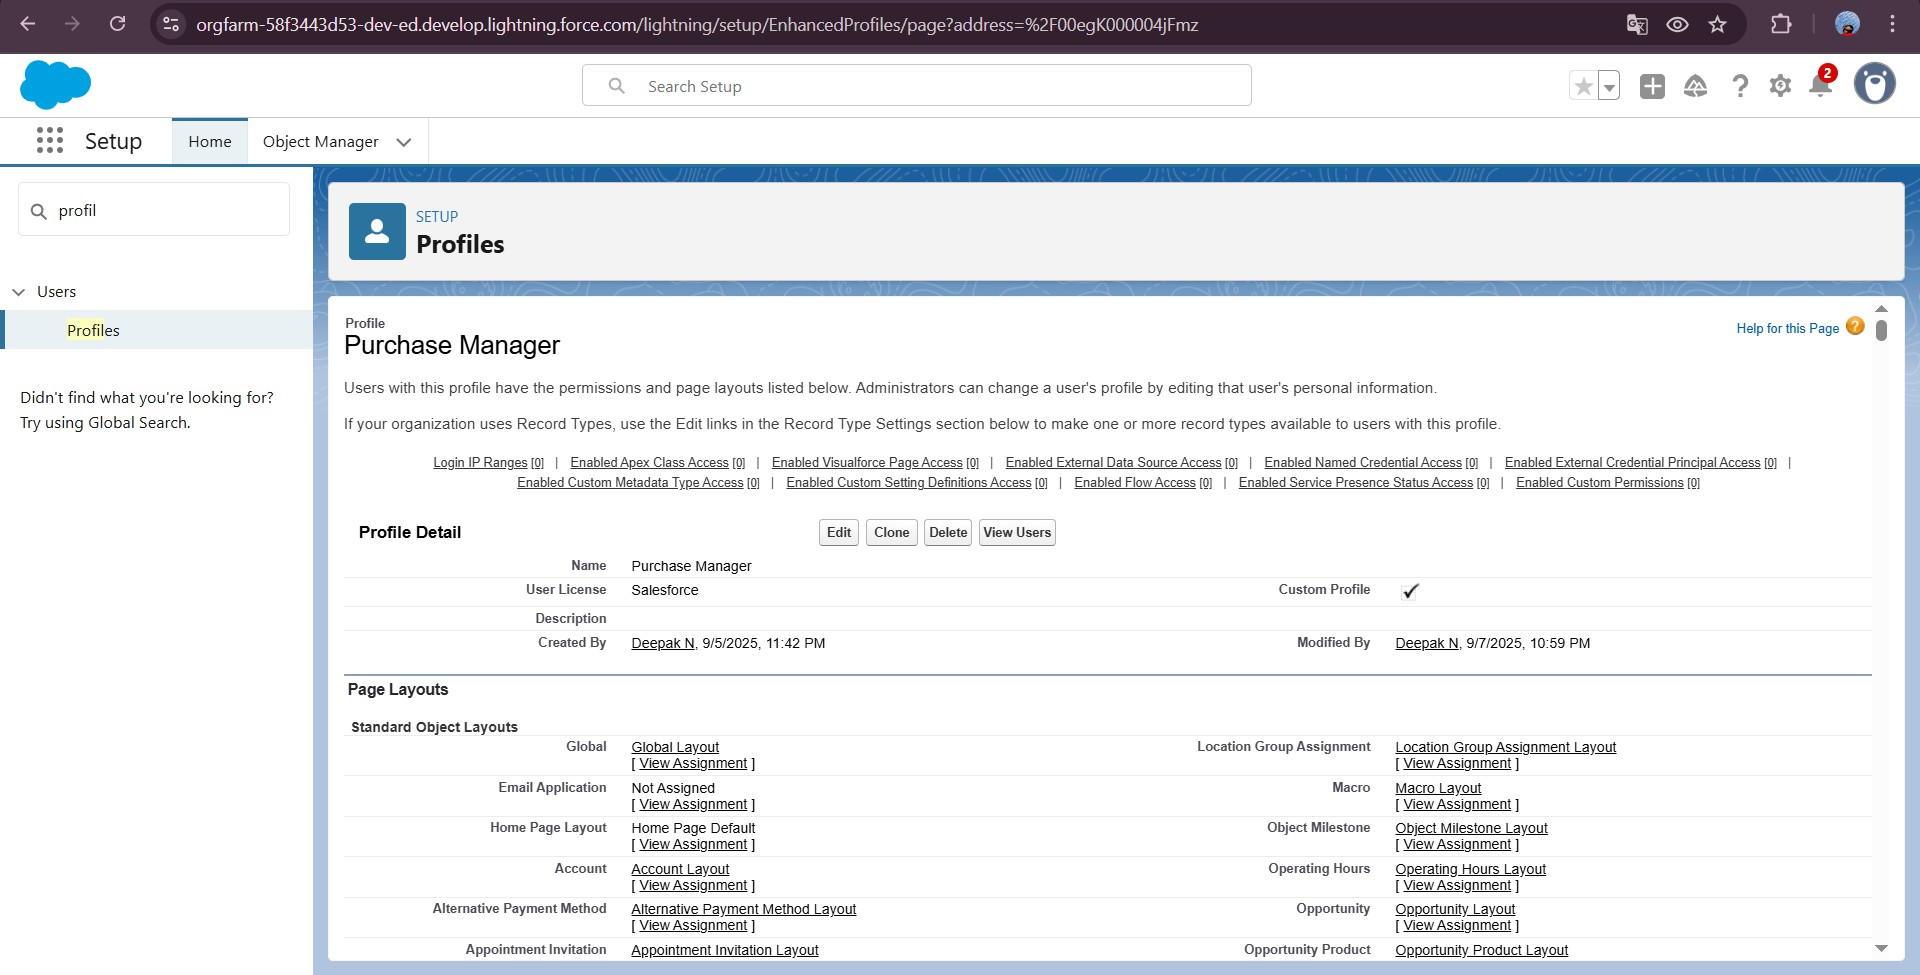 orgfarm-58f3443d53-dev-ed.develop.lightning.force.com/lightning/setup/EnhancedProfiles/page?address=%2F00egK000004jFmz
Search Setup
2
Setup
Home
Object Manager
profil
Users
Profiles
Didn't find what you're looking for?
Try using Global Search.
SETUP
Profiles
Profile
Purchase Manager
Help for this Page ?
Users with this profile have the permissions and page layouts listed below. Administrators can change a user's profile by editing that user's personal information.
If your organization uses Record Types, use the Edit links in the Record Type Settings section below to make one or more record types available to users with this profile.
Login IP Ranges [0] | Enabled Apex Class Access [0] | Enabled Visualforce Page Access [0] | Enabled External Data Source Access [0] | Enabled Named Credential Access [0] | Enabled External Credential Principal Access [0] |
Enabled Custom Metadata Type Access [0] | Enabled Custom Setting Definitions Access [0] | Enabled Flow Access [0] | Enabled Service Presence Status Access [0] | Enabled Custom Permissions [0]
Profile Detail Edit Clone Delete View Users
Name Purchase Manager
User License Salesforce Custom Profile ✓
Description
Created By Deepak N, 9/5/2025, 11:42 PM Modified By Deepak N, 9/7/2025, 10:59 PM
Page Layouts
Standard Object Layouts
Global Global Layout Location Group Assignment Location Group Assignment Layout
[ View Assignment ] [ View Assignment ]
Email Application Not Assigned Macro Macro Layout
[ View Assignment ] [ View Assignment ]
Home Page Layout Home Page Default Object Milestone Object Milestone Layout
[ View Assignment ] [ View Assignment ]
Account Account Layout Operating Hours Operating Hours Layout
[ View Assignment ] [ View Assignment ]
Alternative Payment Method Alternative Payment Method Layout Opportunity Opportunity Layout
[ View Assignment ] [ View Assignment ]
Appointment Invitation Appointment Invitation Layout Opportunity Product Opportunity Product Layout